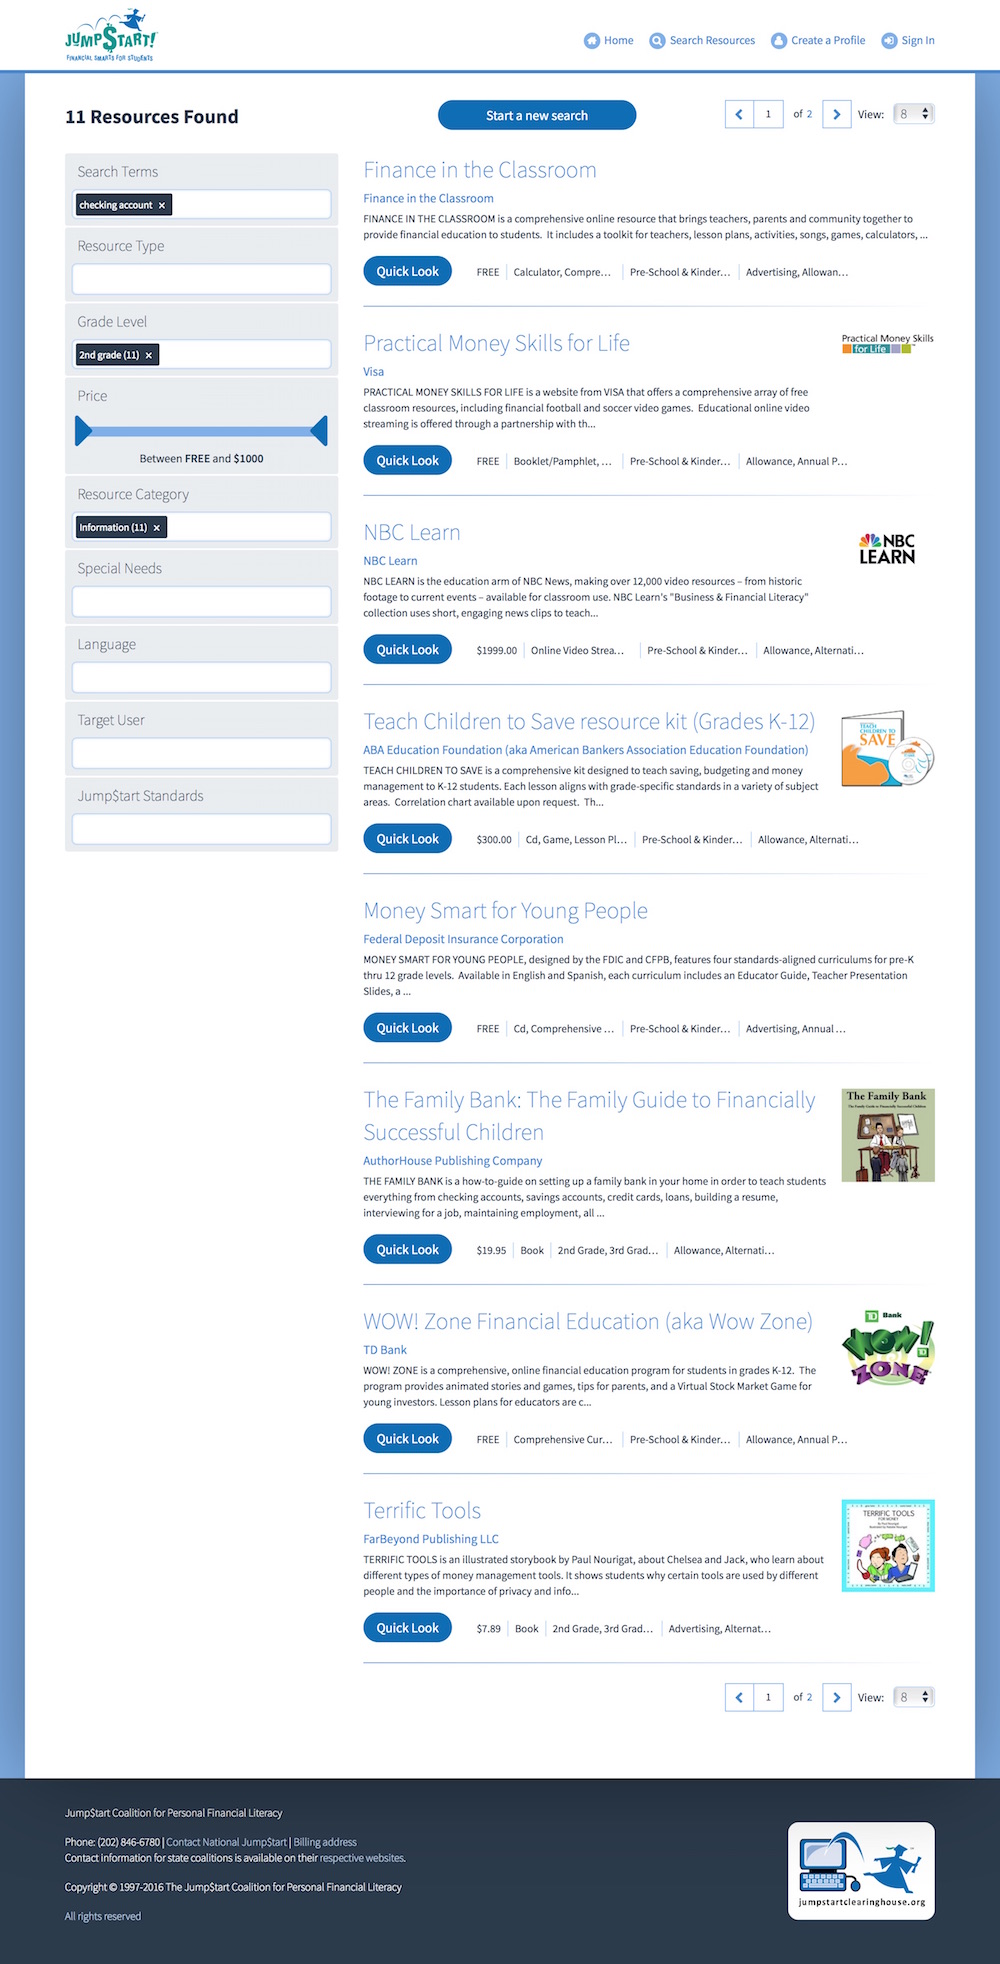 JUMP$TART!
FINANCIAL SMARTS FOR STUDENTS
Home
Search Resources
Create a Profile
Sign In
11 Resources Found
Start a new search
1 of 2 View: 8
Search Terms
checking account ×
Resource Type
Grade Level
2nd grade (11) ×
Price
Between FREE and $1000
Resource Category
Information (11) ×
Special Needs
Language
Target User
Jump$tart Standards
Finance in the Classroom
Finance in the Classroom
FINANCE IN THE CLASSROOM is a comprehensive online resource that brings teachers, parents and community together to
provide financial education to students. It includes a toolkit for teachers, lesson plans, activities, songs, games, calculators, ...
Quick Look FREE Calculator, Compre... Pre-School & Kinder... Advertising, Allowan...
Practical Money Skills for Life
Practical Money Skills
for Life
Visa
PRACTICAL MONEY SKILLS FOR LIFE is a website from VISA that offers a comprehensive array of free
classroom resources, including financial football and soccer video games. Educational online video
streaming is offered through a partnership with th...
Quick Look FREE Booklet/Pamphlet, ... Pre-School & Kinder... Allowance, Annual P...
NBC Learn
NBC
LEARN
NBC Learn
NBC LEARN is the education arm of NBC News, making over 12,000 video resources – from historic
footage to current events – available for classroom use. NBC Learn's "Business & Financial Literacy"
collection uses short, engaging news clips to teach...
Quick Look $1999.00 Online Video Strea... Pre-School & Kinder... Allowance, Alternati...
Teach Children to Save resource kit (Grades K-12)
TEACH
CHILDREN TO
SAVE
ABA Education Foundation (aka American Bankers Association Education Foundation)
TEACH CHILDREN TO SAVE is a comprehensive kit designed to teach saving, budgeting and money
management to K-12 students. Each lesson aligns with grade-specific standards in a variety of subject
areas. Correlation chart available upon request. Th...
Quick Look $300.00 Cd, Game, Lesson Pl... Pre-School & Kinder... Allowance, Alternati...
Money Smart for Young People
Federal Deposit Insurance Corporation
MONEY SMART FOR YOUNG PEOPLE, designed by the FDIC and CFPB, features four standards-aligned curriculums for pre-K
thru 12 grade levels. Available in English and Spanish, each curriculum includes an Educator Guide, Teacher Presentation
Slides, a ...
Quick Look FREE Cd, Comprehensive ... Pre-School & Kinder... Advertising, Annual ...
The Family Bank: The Family Guide to Financially
Successful Children
The Family Bank
The Family Guide to Financially Successful Children
AuthorHouse Publishing Company
THE FAMILY BANK is a how-to-guide on setting up a family bank in your home in order to teach students
everything from checking accounts, savings accounts, credit cards, loans, building a resume,
interviewing for a job, maintaining employment, all ...
Quick Look $19.95 Book 2nd Grade, 3rd Grad... Allowance, Alternati...
WOW! Zone Financial Education (aka Wow Zone)
TD Bank
WOW!
TD
ZONE
TD Bank
WOW! ZONE is a comprehensive, online financial education program for students in grades K-12. The
program provides animated stories and games, tips for parents, and a Virtual Stock Market Game for
young investors. Lesson plans for educators are c...
Quick Look FREE Comprehensive Cur... Pre-School & Kinder... Allowance, Annual P...
Terrific Tools
TERRIFIC TOOLS
FOR MONEY
FarBeyond Publishing LLC
TERRIFIC TOOLS is an illustrated storybook by Paul Nourigat, about Chelsea and Jack, who learn about
different types of money management tools. It shows students why certain tools are used by different
people and the importance of privacy and info...
Quick Look $7.89 Book 2nd Grade, 3rd Grad... Advertising, Alternat...
1 of 2 View: 8
Jump$tart Coalition for Personal Financial Literacy
Phone: (202) 846-6780 | Contact National Jump$tart | Billing address
Contact information for state coalitions is available on their respective websites.
Copyright © 1997-2016 The Jump$tart Coalition for Personal Financial Literacy
All rights reserved
jumpstartclearinghouse.org